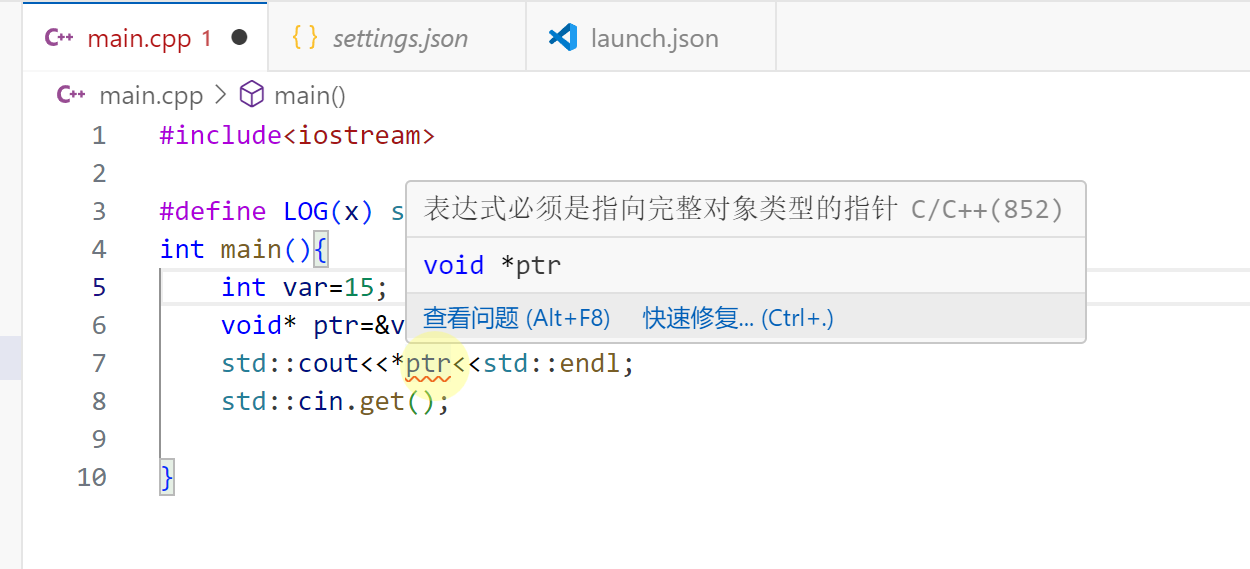 C++ main.cpp 1 ● { } settings.json launch.json
C++ main.cpp > main()
1 #include<iostream>
2
3 #define LOG(x) s
4 int main(){
5 int var=15;
6 void* ptr=&v
7 std::cout<<*ptr<<std::endl;
8 std::cin.get();
9
10 }
表达式必须是指向完整对象类型的指针 C/C++(852)
void *ptr
查看问题 (Alt+F8) 快速修复... (Ctrl+.)